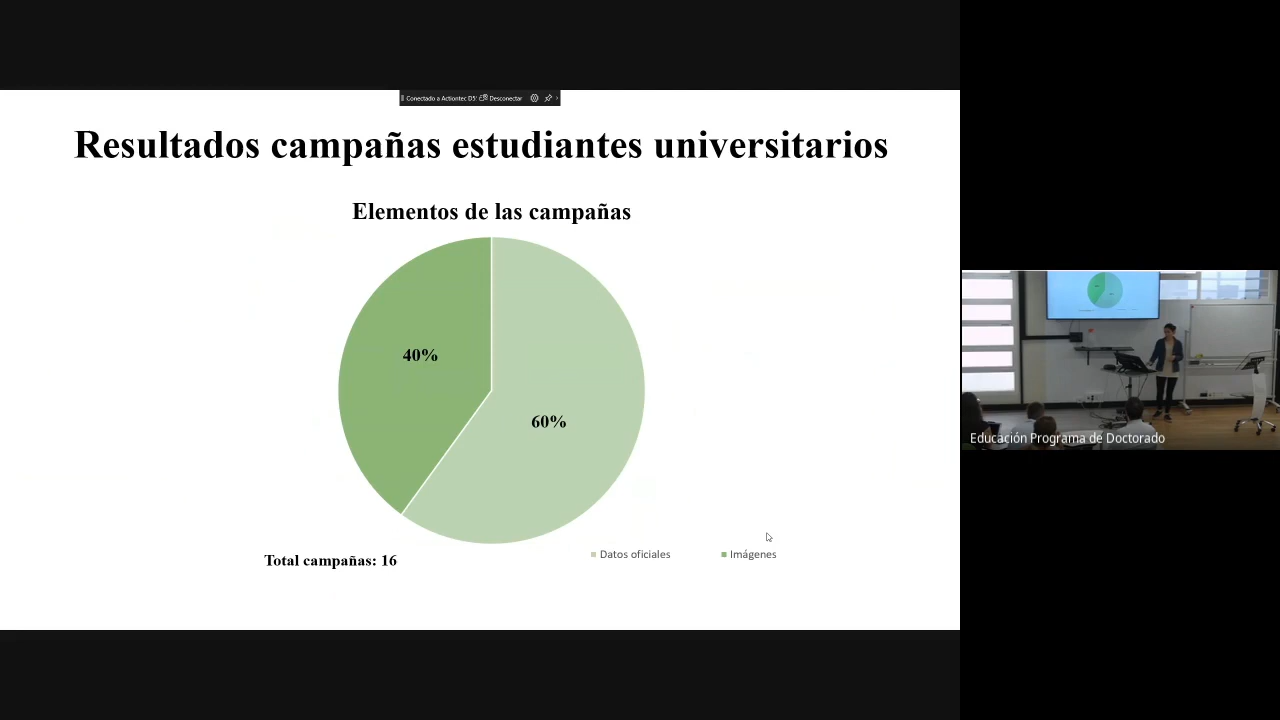 Conectado a Actiontec D5' Desconectar
Resultados campañas estudiantes universitarios
Elementos de las campañas
40%
60%
Datos oficiales Imágenes
Total campañas: 16
Educación Programa de Doctorado